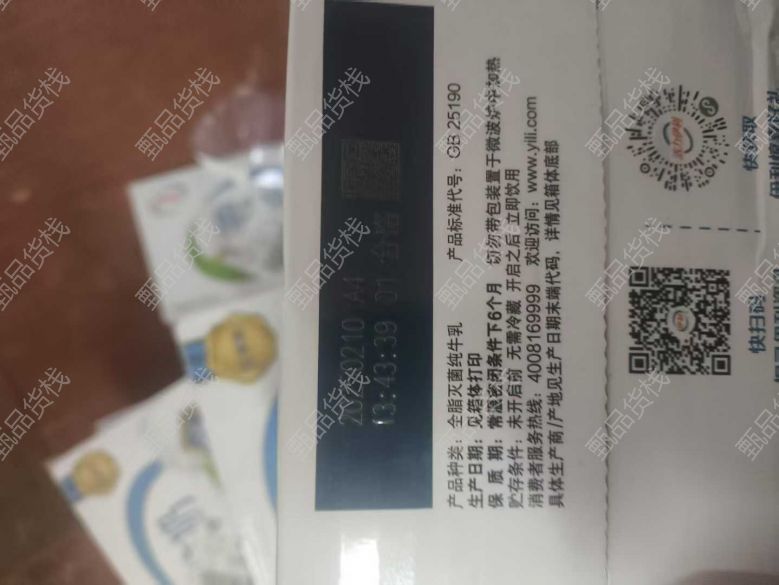 13:43:39 01 合格
产品种类：全脂灭菌纯牛乳 产品标准代号：GB 25190
生产日期：见箱体打印
保 质 期：常温密闭条件下6个月 切勿带包装置于微波炉中加热
贮存条件：未开启前 无需冷藏 开启之后 立即饮用
消费者服务热线：4008169999 欢迎访问：www.yili.com
具体生产商/产地见生产日期末端代码，详情见箱体底部
快扫码
甄品货栈